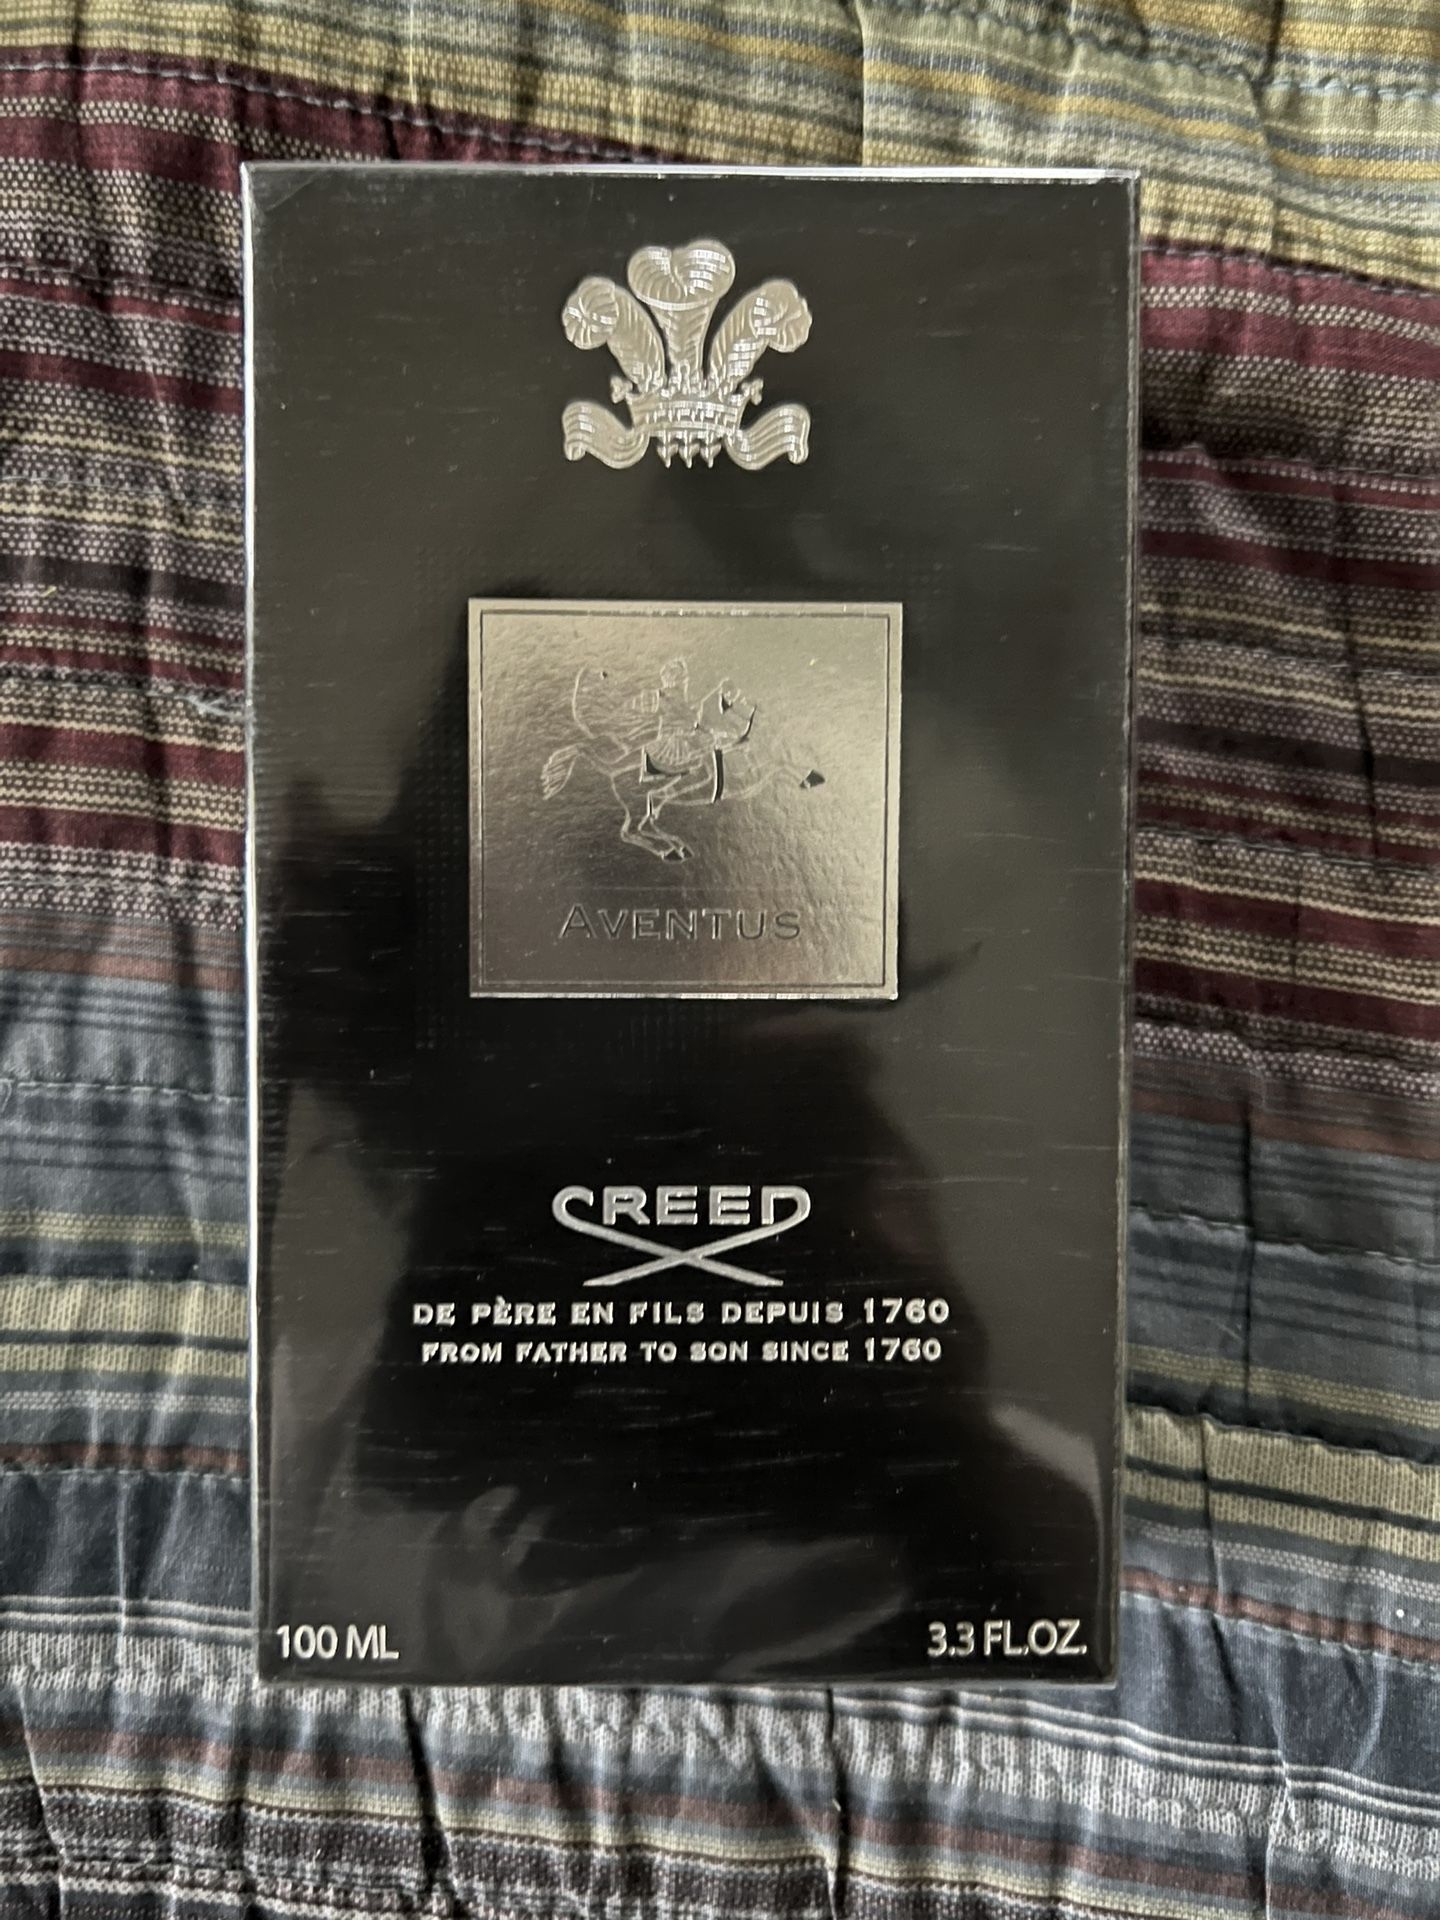 AVENTUS
CREED
DE PÈRE EN FILS DEPUIS 1760
FROM FATHER TO SON SINCE 1760
100 ML
3.3 FL.OZ.